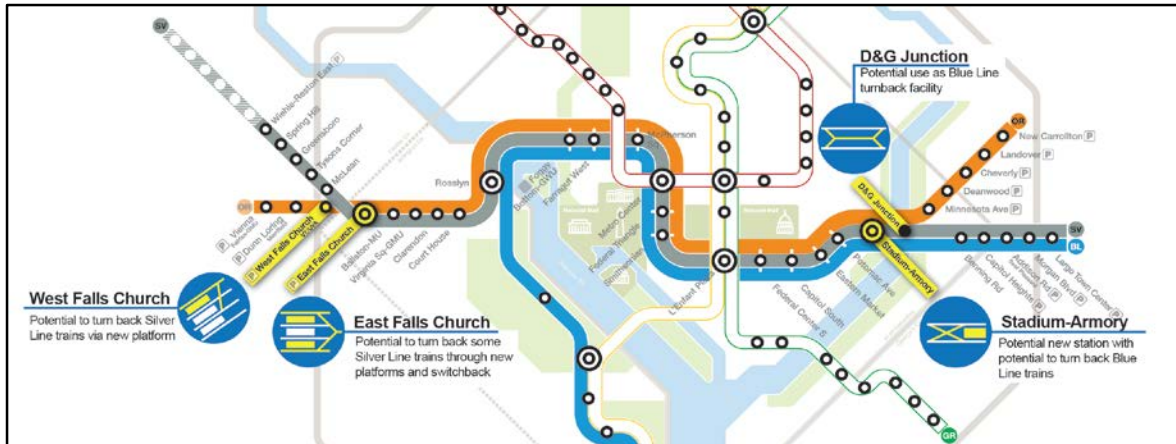 SV
Wiehle-Reston East P
Spring Hill
Greensboro
Tysons Corner
McLean
OR
P Vienna
Fairfax-GMU
P Dunn Loring
Merrifield
P West Falls Church
VT/UVA
P East Falls Church
Ballston-MU
Virginia Sq-GMU
Clarendon
Court House
Rosslyn
Foggy
Bottom-GWU
Farragut West
McPherson
Metro Center
Federal Triangle
Smithsonian
L'Enfant Plaza
Federal Center S
Capitol South
Eastern Market
Potomac Ave
Stadium-Armory
D&G Junction
D&G Junction
Potential use as Blue Line
turnback facility
OR
New Carrollton P
Landover P
Cheverly P
Deanwood P
Minnesota Ave P
SV
BL
Benning Rd
Capitol Heights P
Addison Rd P
Morgan Blvd P
Largo Town Center P
West Falls Church
Potential to turn back Silver
Line trains via new platform
East Falls Church
Potential to turn back some
Silver Line trains through new
platforms and switchback
Stadium-Armory
Potential new station with
potential to turn back Blue
Line trains
GR